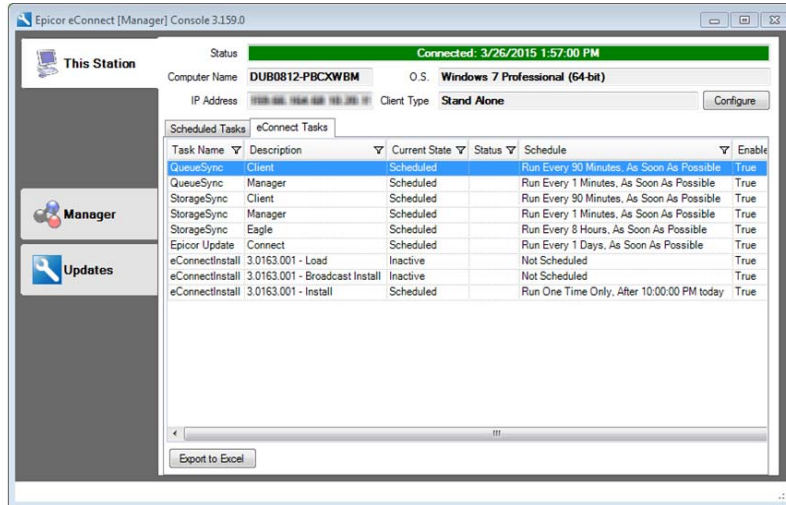 Epicor eConnect [Manager] Console 3.159.0
This Station
Manager
Updates
Status Connected: 3/26/2015 1:57:00 PM
Computer Name DUB0812-PBCXWBM O.S. Windows 7 Professional (64-bit)
IP Address Client Type Stand Alone Configure
Scheduled Tasks eConnect Tasks
Task Name Description Current State Status Schedule Enable
QueueSync Client Scheduled Run Every 90 Minutes, As Soon As Possible True
QueueSync Manager Scheduled Run Every 1 Minutes, As Soon As Possible True
StorageSync Client Scheduled Run Every 90 Minutes, As Soon As Possible True
StorageSync Manager Scheduled Run Every 1 Minutes, As Soon As Possible True
StorageSync Eagle Scheduled Run Every 8 Hours, As Soon As Possible True
Epicor Update Connect Scheduled Run Every 1 Days, As Soon As Possible True
eConnectInstall 3.0163.001 - Load Inactive Not Scheduled True
eConnectInstall 3.0163.001 - Broadcast Install Inactive Not Scheduled True
eConnectInstall 3.0163.001 - Install Scheduled Run One Time Only, After 10:00:00 PM today True
Export to Excel